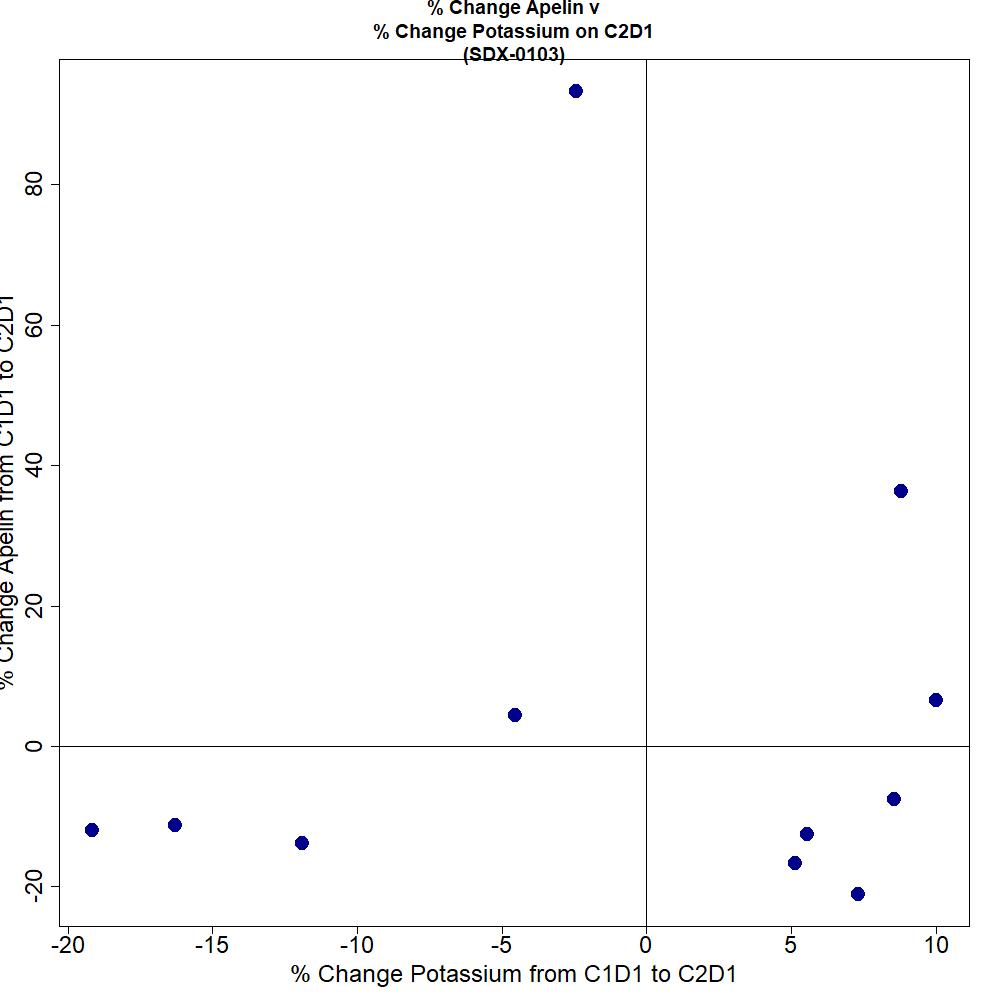 % Change Apelin v
% Change Potassium on C2D1
(SDX-0103)
% Change Apelin from C1D1 to C2D1
80
60
40
20
0
-20
-20 -15 -10 -5 0 5 10
% Change Potassium from C1D1 to C2D1